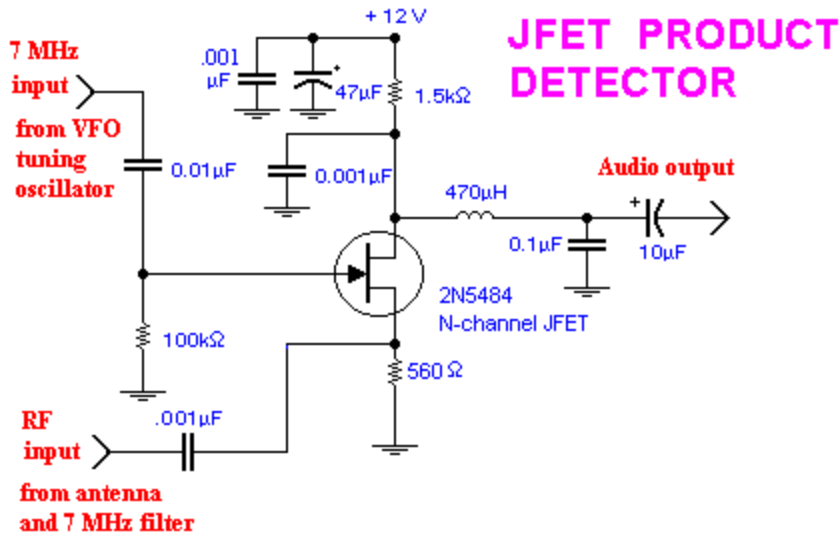 JFET PRODUCT
DETECTOR
+ 12 V
7 MHz
input
from VFO
tuning
oscillator
.001
µF
+
47µF
1.5kΩ
0.01µF
0.001µF
470µH
Audio output
+
0.1µF
10µF
2N5484
N-channel JFET
100kΩ
560 Ω
.001µF
RF
input
from antenna
and 7 MHz filter